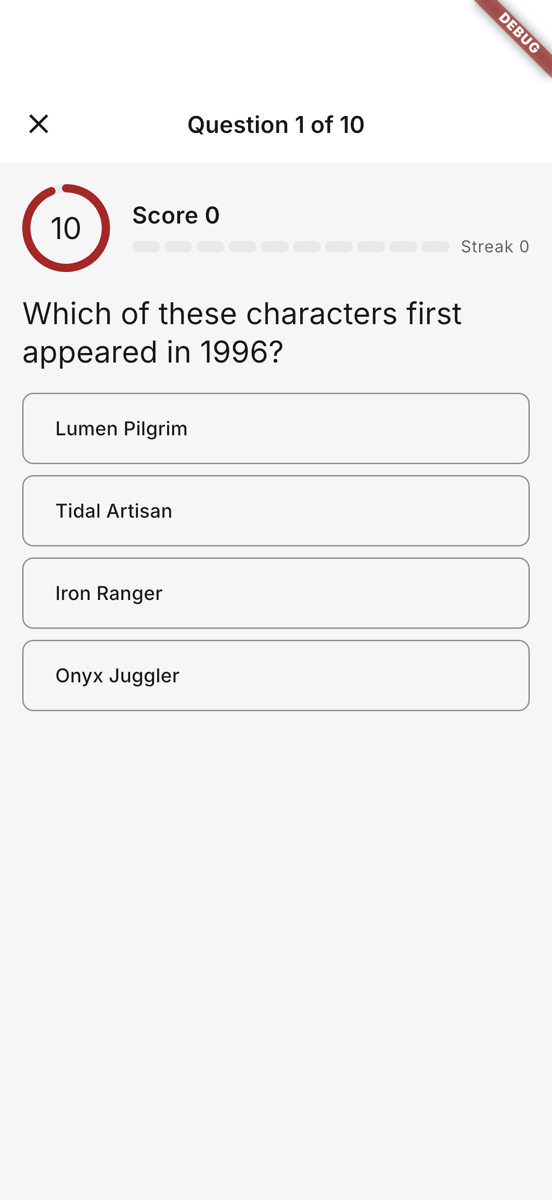 DEBUG
Question 1 of 10
10
Score 0
Streak 0
Which of these characters first
appeared in 1996?
Lumen Pilgrim
Tidal Artisan
Iron Ranger
Onyx Juggler